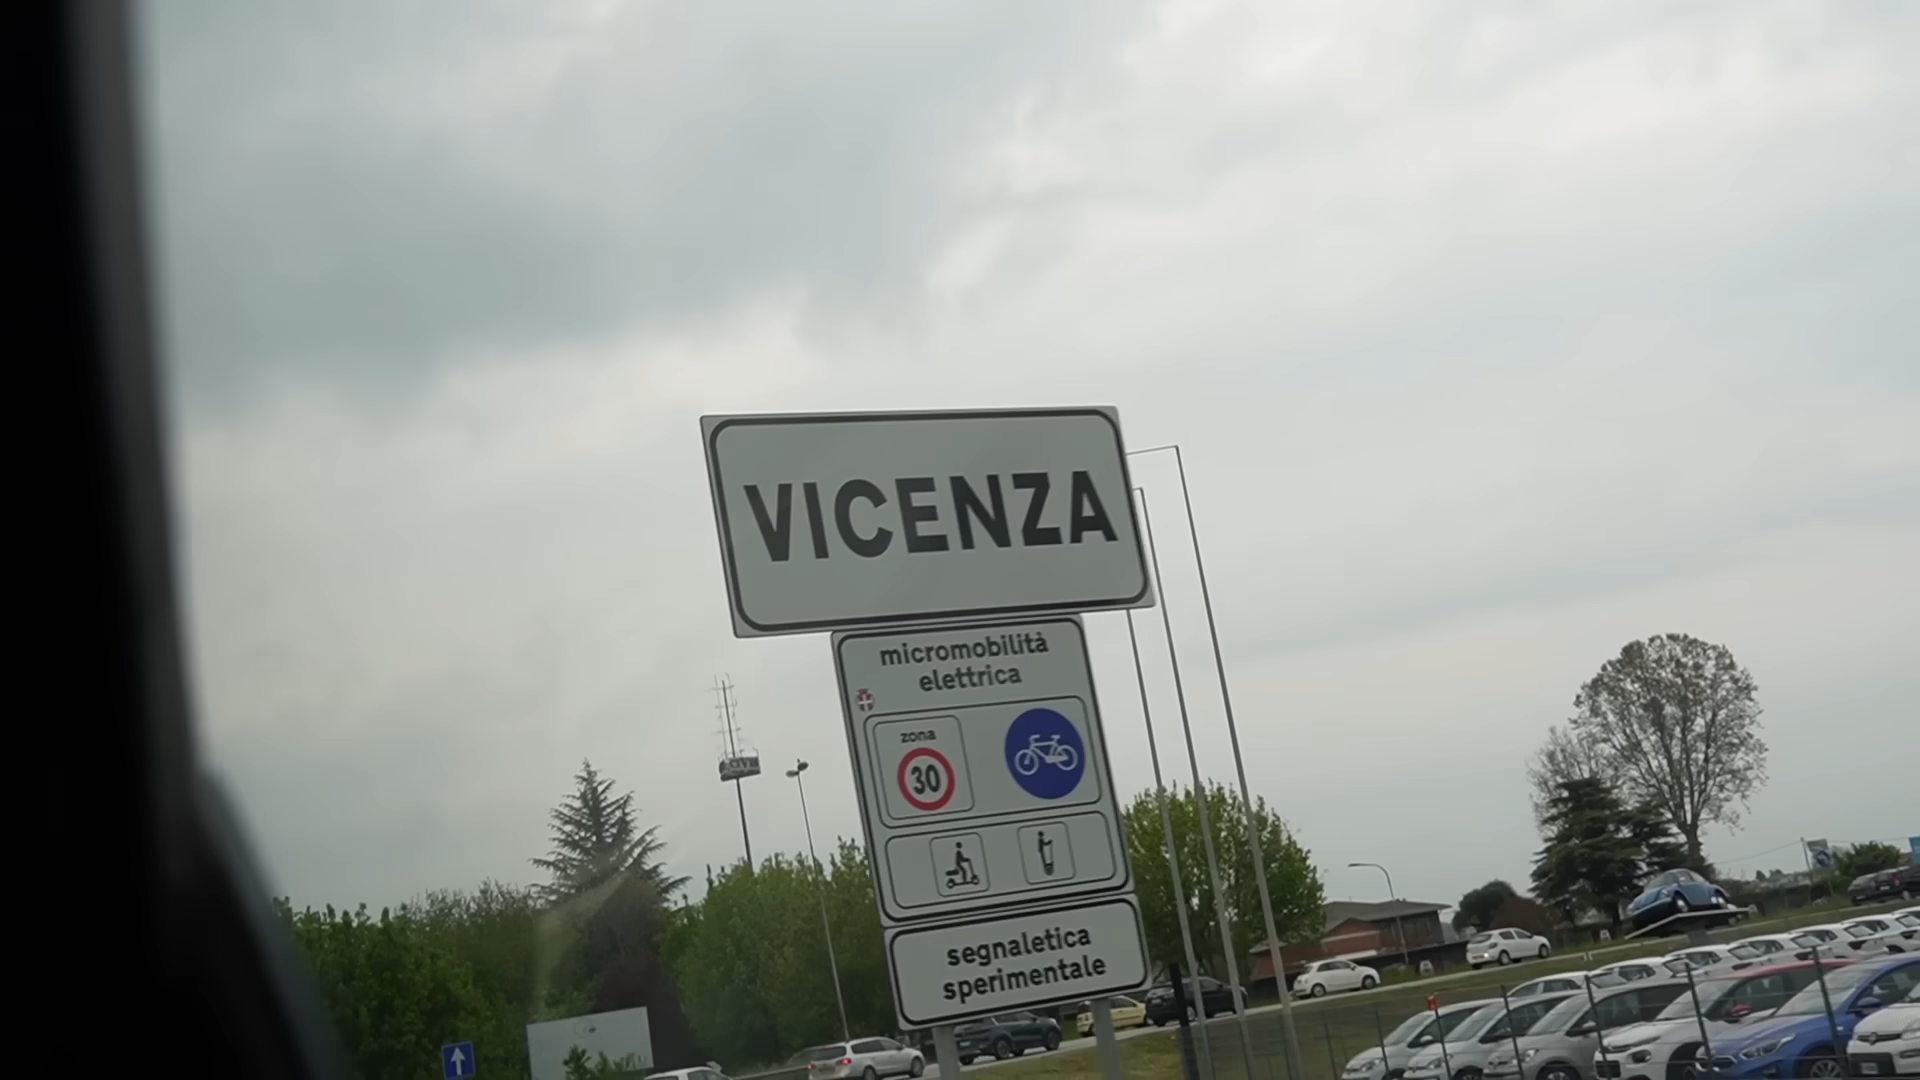 VICENZA
micromobilità
elettrica
zona
30
segnaletica
sperimentale